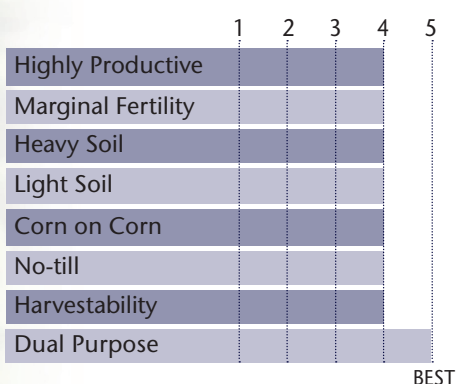 1 2 3 4 5
Highly Productive
Marginal Fertility
Heavy Soil
Light Soil
Corn on Corn
No-till
Harvestability
Dual Purpose
BEST